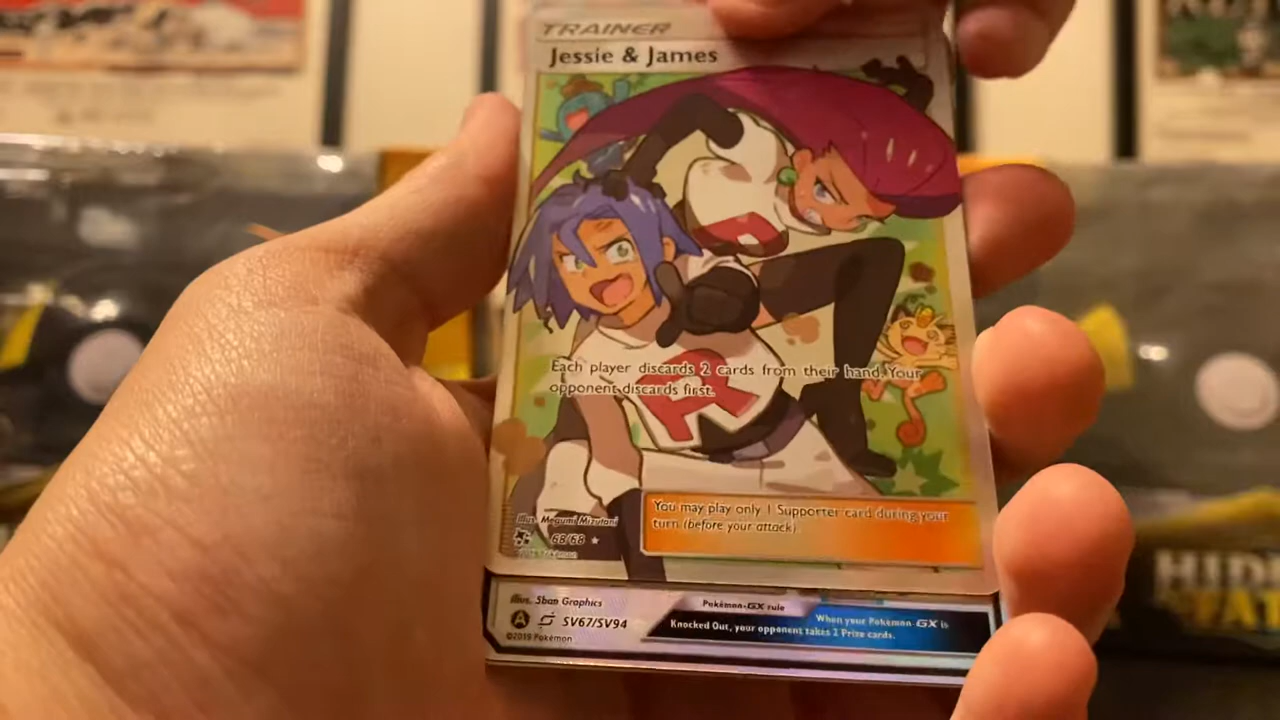 TRAINER
Jessie & James
Each player discards 2 cards from their hand. Your
opponent discards first.
You may play only 1 Supporter card during your
turn (before your attack).
Illus. Megumi Mizutani
68/68
Illus. 5ban Graphics
A SV67/SV94
©2019 Pokémon
Pokémon-GX rule
When your Pokémon-GX is
Knocked Out, your opponent takes 2 Prize cards.